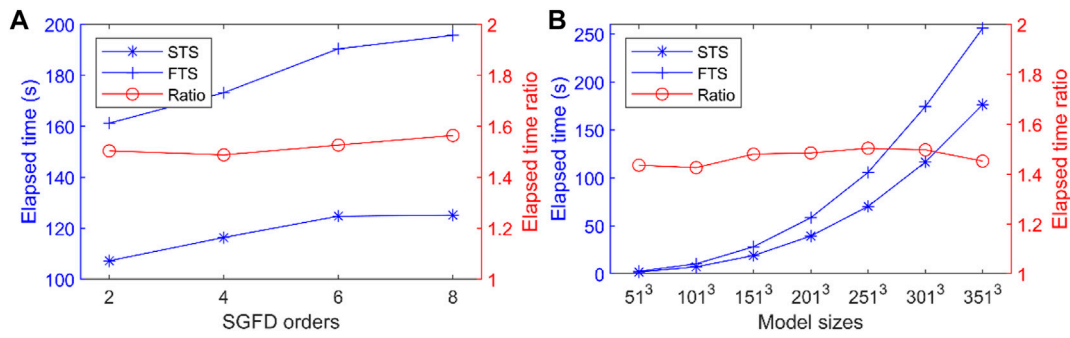 A
Elapsed time (s)
200
180
160
140
120
100
STS
FTS
Ratio
2
1.8
1.6
1.4
1.2
1
Elapsed time ratio
2
4
6
8
SGFD orders
B
Elapsed time (s)
250
200
150
100
50
0
STS
FTS
Ratio
2
1.8
1.6
1.4
1.2
1
Elapsed time ratio
51³
101³
151³
201³
251³
301³
351³
Model sizes